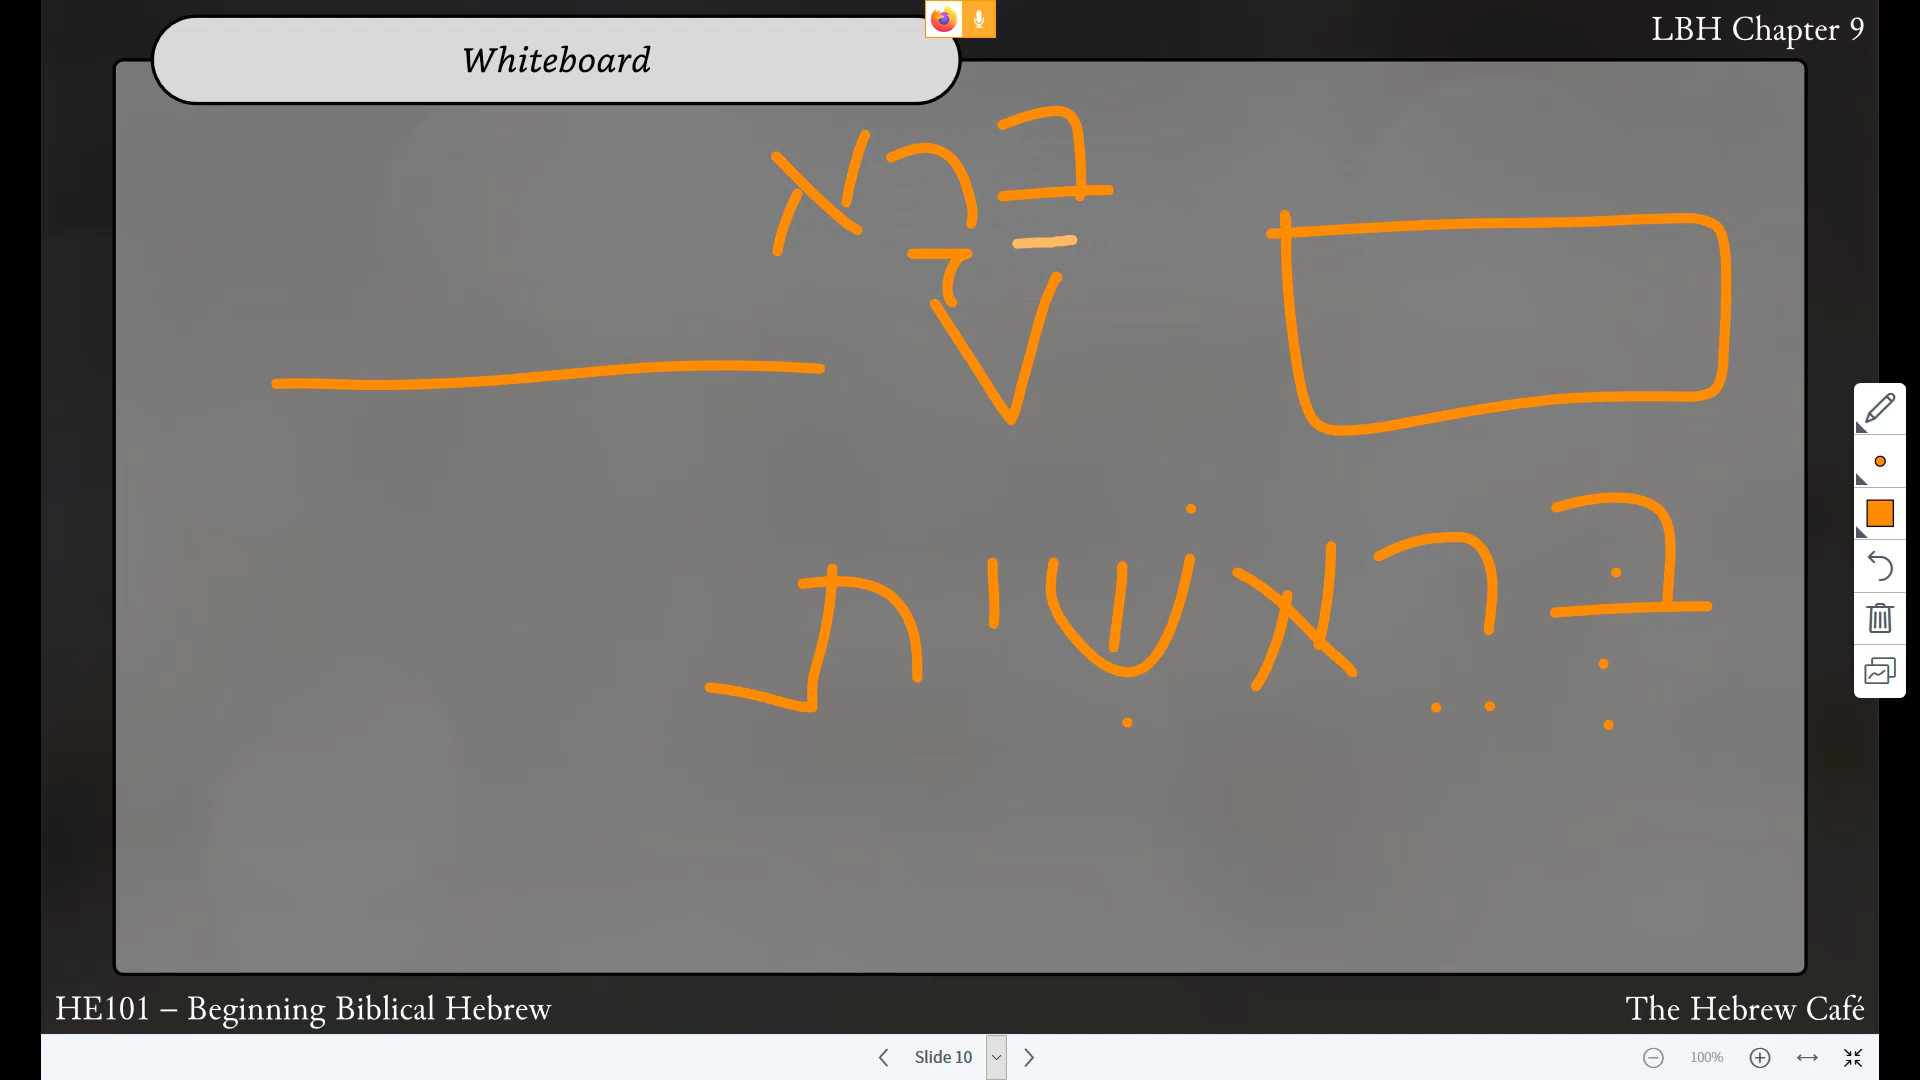 LBH Chapter 9
Whiteboard
בַרָא
בְּרֵאשִׁית
HE101 – Beginning Biblical Hebrew
The Hebrew Café
Slide 10
100%